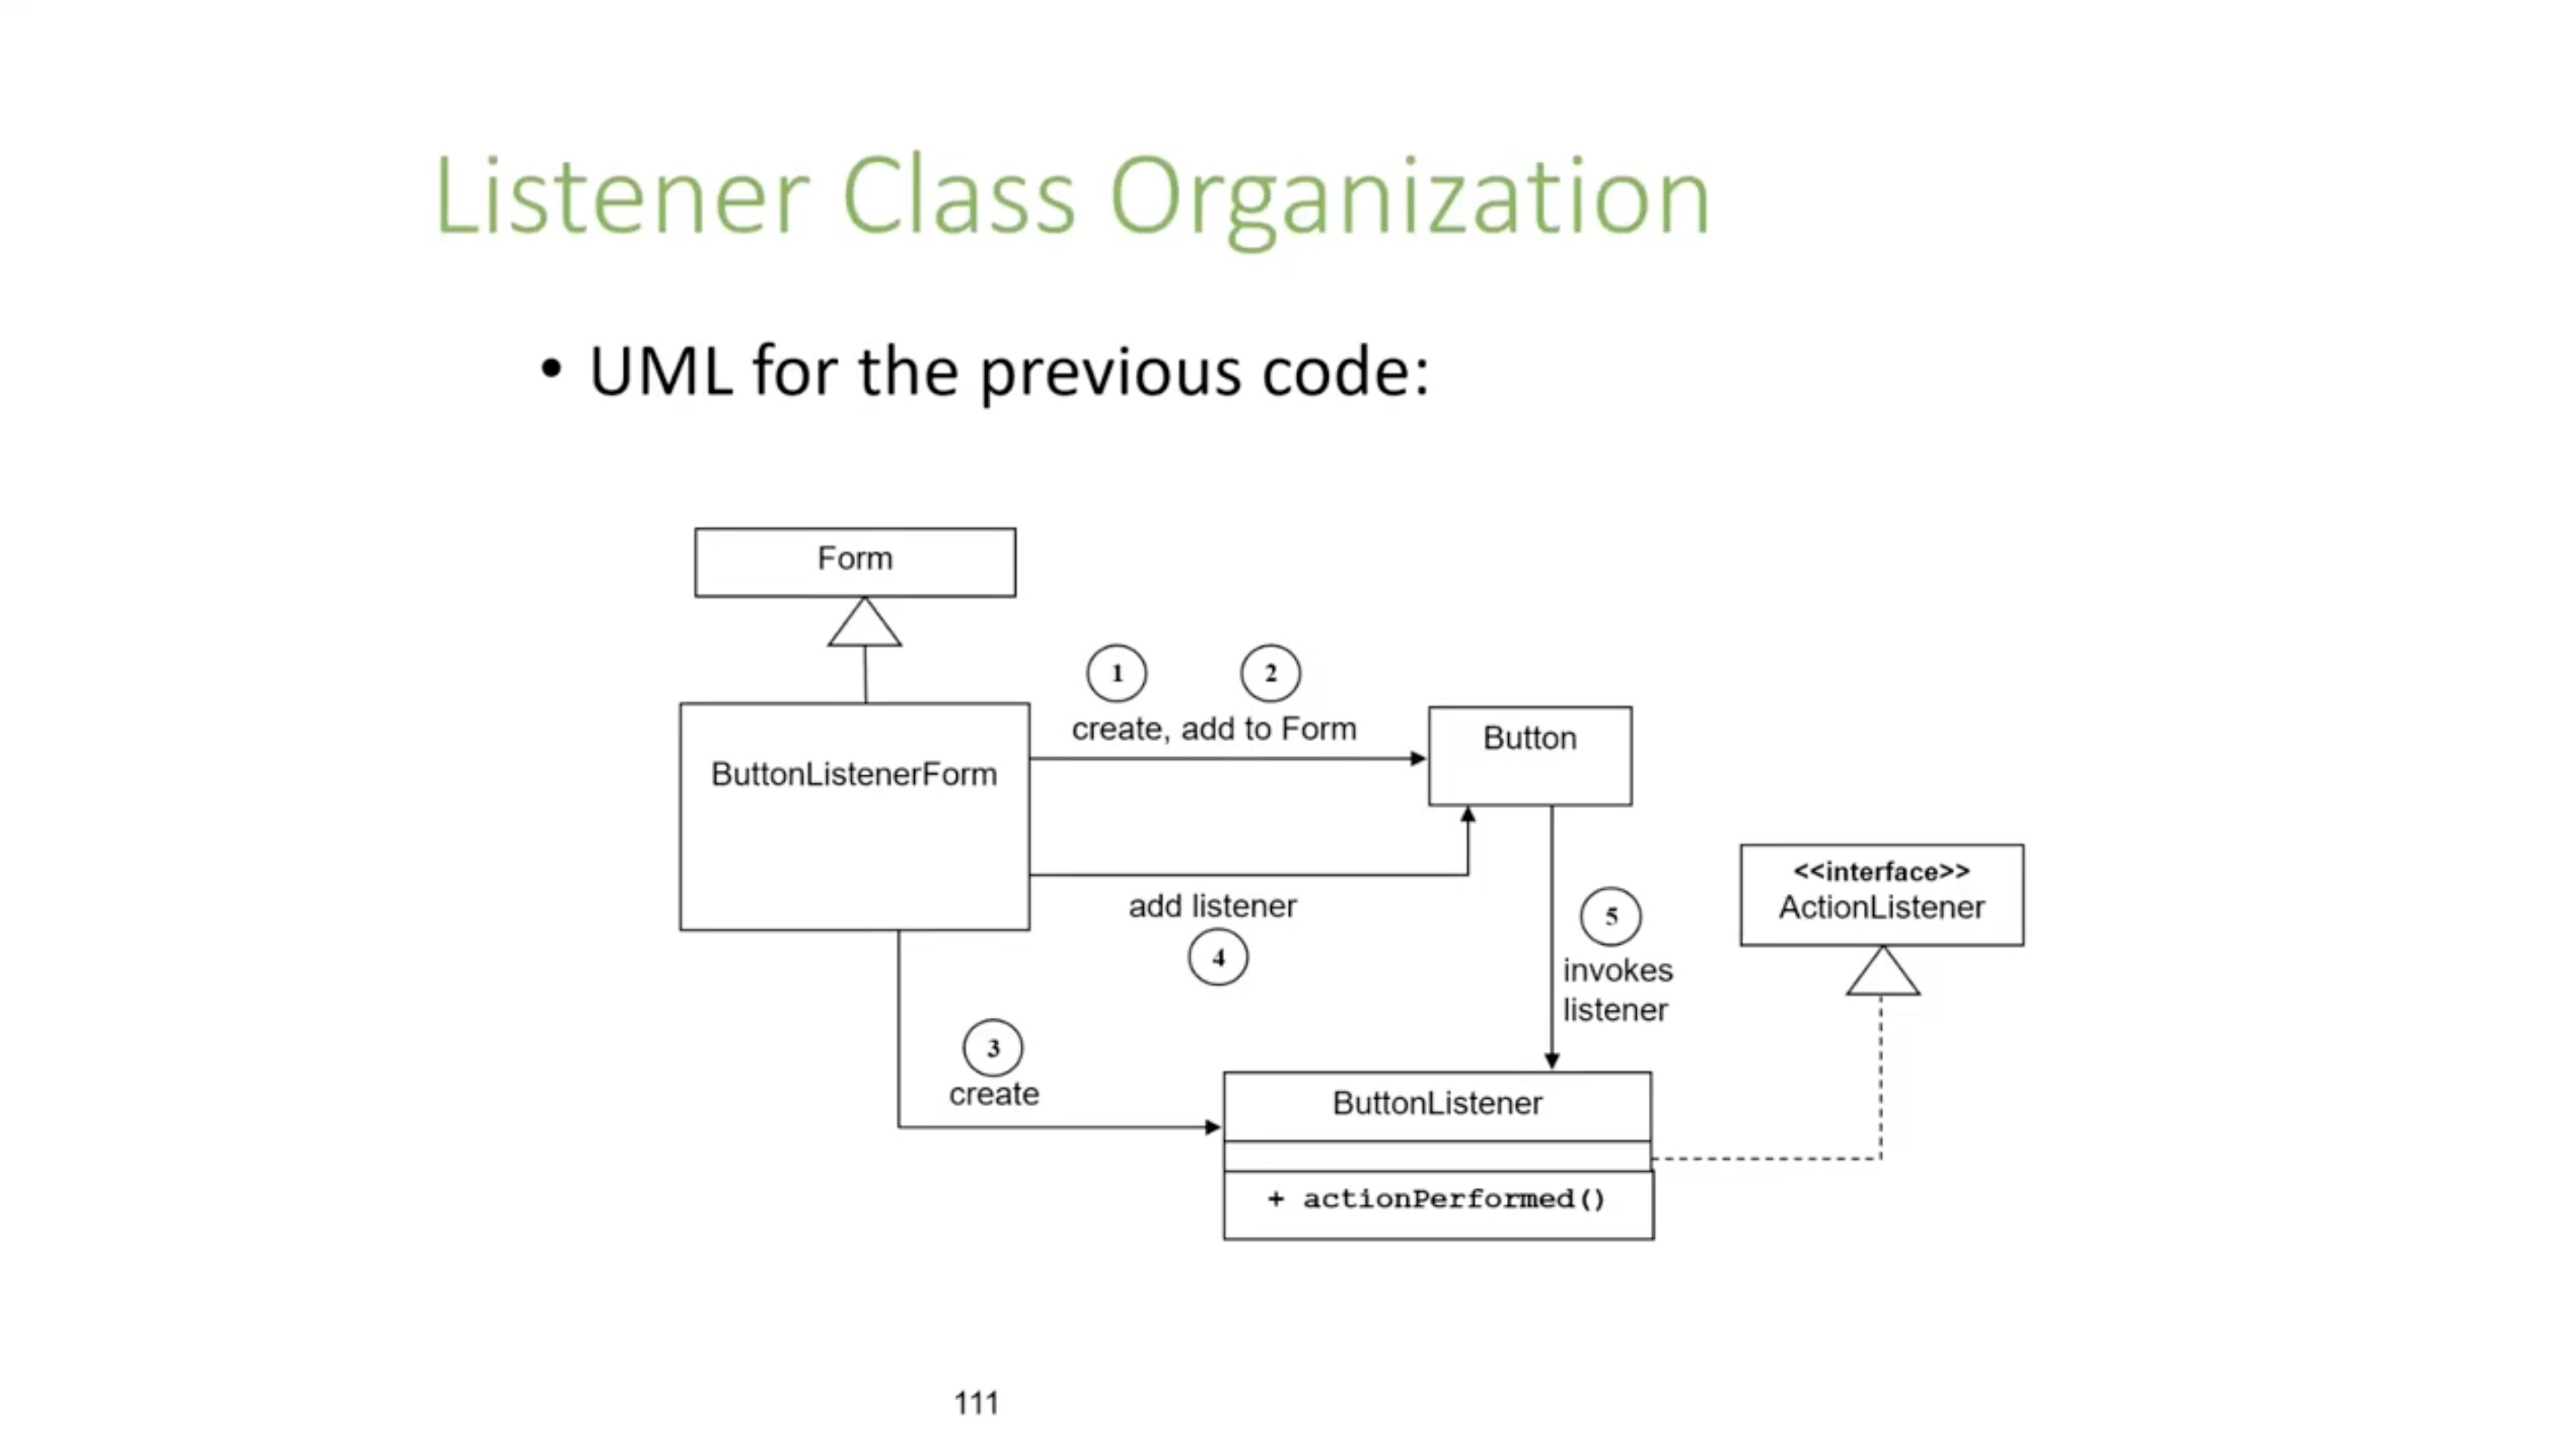 Listener Class Organization
• UML for the previous code:
Form
1 2
create, add to Form
Button
ButtonListenerForm
<<interface>>
ActionListener
add listener
4
5
invokes
listener
3
create
ButtonListener
+ actionPerformed()
111